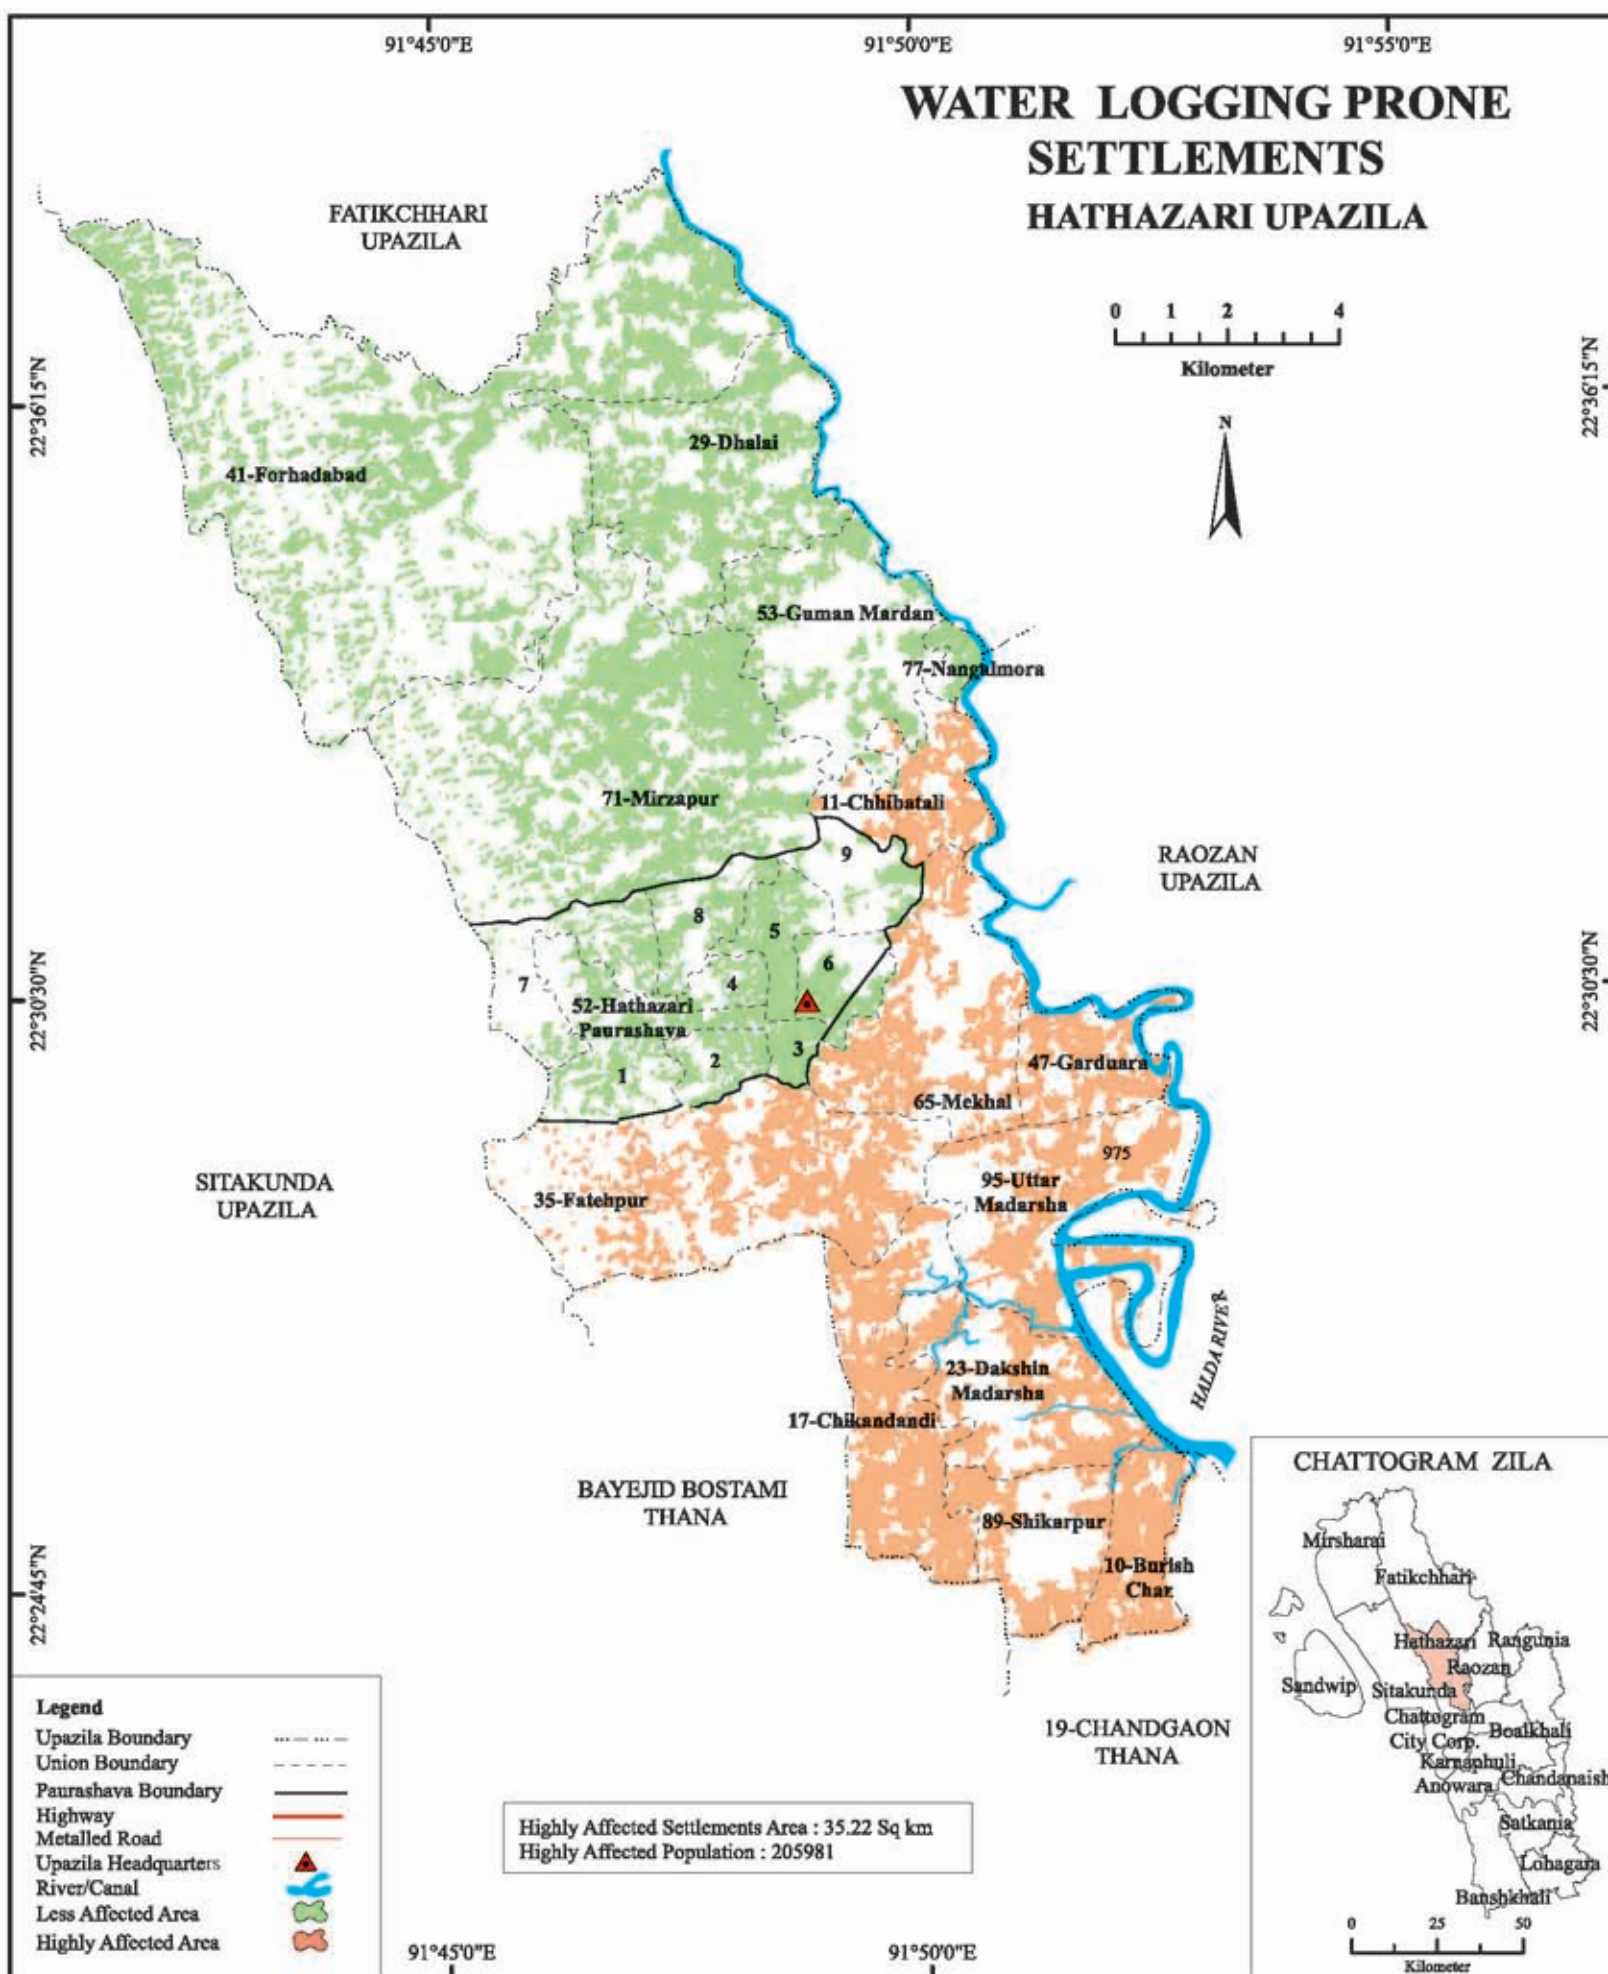 91°45'0"E
91°50'0"E
91°55'0"E
WATER LOGGING PRONE
SETTLEMENTS
HATHAZARI UPAZILA
FATIKCHHARI
UPAZILA
0 1 2 4
Kilometer
22°36'15"N
22°36'15"N
N
29-Dhalai
41-Forhadabad
53-Guman Mardan
77-Nangalmora
71-Mirzapur
11-Chhibatali
9
RAOZAN
UPAZILA
8
5
6
7
4
22°30'30"N
22°30'30"N
52-Hathazari
Paurashava
3
2
1
47-Garduara
65-Mekhal
975
SITAKUNDA
UPAZILA
35-Fatehpur
95-Uttar
Madarsha
HALDA RIVER
23-Dakshin
Madarsha
17-Chikandandi
BAYEJID BOSTAMI
THANA
89-Shikarpur
10-Burish
Char
22°24'45"N
19-CHANDGAON
THANA
CHATTOGRAM ZILA
Mirsharai
Fatikchhari
Hathazari
Rangunia
Raozan
Sandwip
Sitakunda
Chattogram
City Corp.
Boalkhali
Karnaphuli
Anowara
Chandanaish
Satkania
Lohagara
Banshkhali
0 25 50
Kilometer
Legend
Upazila Boundary
Union Boundary
Paurashava Boundary
Highway
Metalled Road
Upazila Headquarters
River/Canal
Less Affected Area
Highly Affected Area
Highly Affected Settlements Area : 35.22 Sq km
Highly Affected Population : 205981
91°45'0"E
91°50'0"E